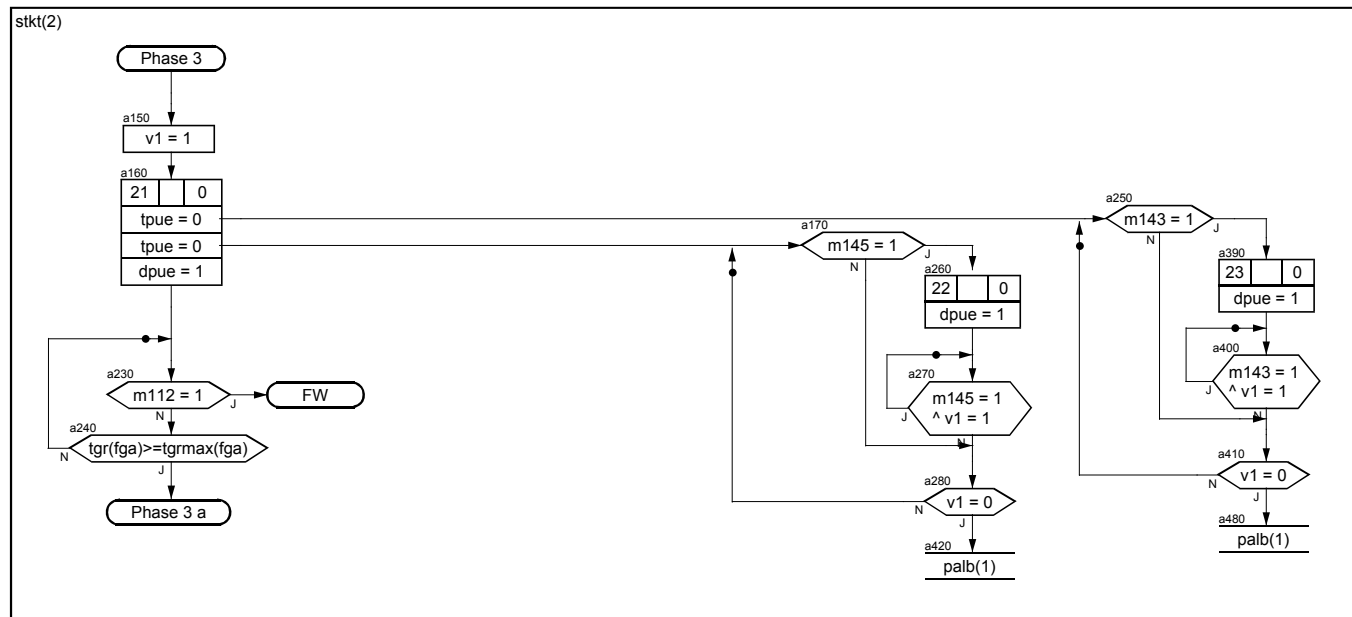 stkt(2)
Phase 3
a150
v1 = 1
a160
21 0
tpue = 0
tpue = 0
dpue = 1
a230
m112 = 1
J
FW
N
a240
tgr(fga)>=tgrmax(fga)
N
J
Phase 3 a
a170
m145 = 1
J
N
a260
22 0
dpue = 1
a270
m145 = 1
^ v1 = 1
J
N
a280
v1 = 0
N
J
a420
palb(1)
a250
m143 = 1
J
N
a390
23 0
dpue = 1
a400
m143 = 1
^ v1 = 1
J
N
a410
v1 = 0
N
J
a480
palb(1)